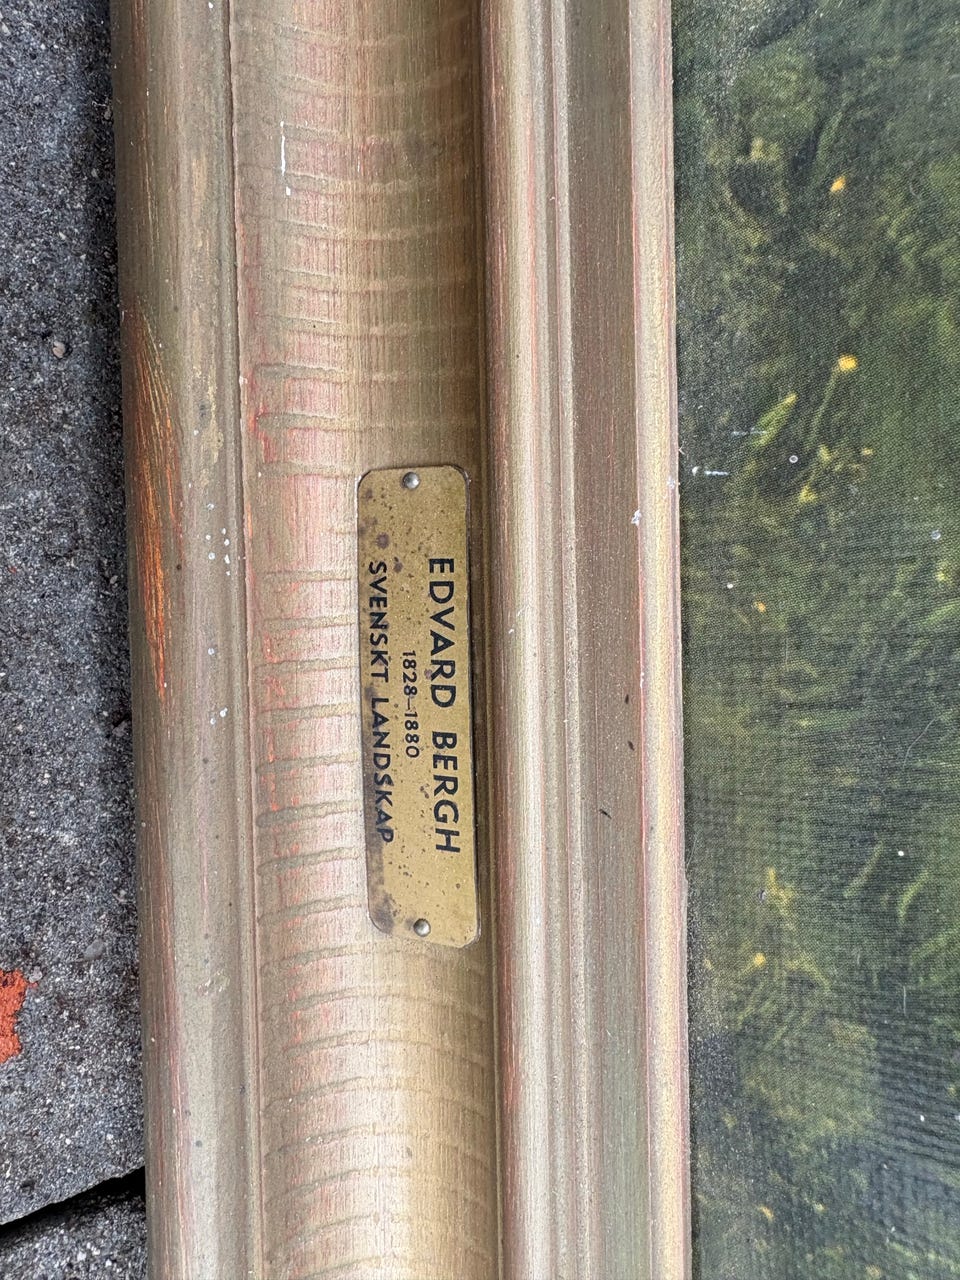 EDVARD BERGH
1828–1880
SVENSKT LANDSKAP